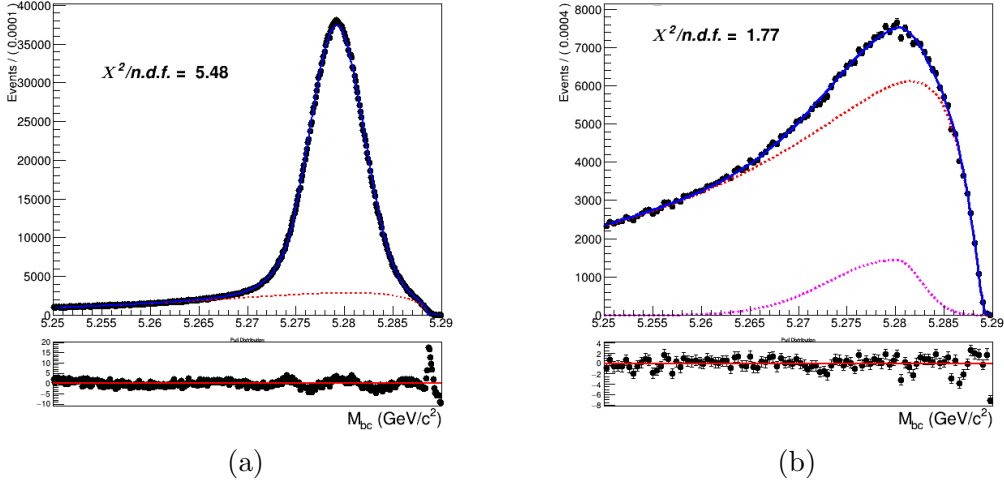 40000
35000
30000
25000
20000
15000
10000
5000
0
Events / ( 0.0001 )
Χ²/n.d.f. = 5.48
5.25 5.255 5.26 5.265 5.27 5.275 5.28 5.285 5.29
Pull Distribution
20
15
10
5
0
−5
−10
M_bc (GeV/c²)
(a)
8000
7000
6000
5000
4000
3000
2000
1000
0
Events / ( 0.0004 )
Χ²/n.d.f. = 1.77
5.25 5.255 5.26 5.265 5.27 5.275 5.28 5.285 5.29
Pull Distribution
4
2
0
−2
−4
−6
−8
M_bc (GeV/c²)
(b)